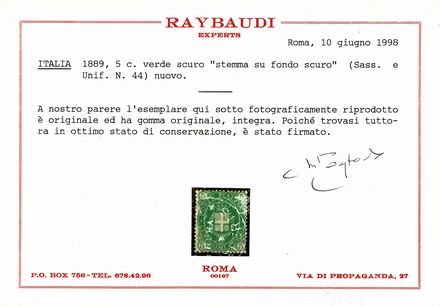 RAYBAUDI
EXPERTS
Roma, 10 giugno 1998
ITALIA 1889, 5 c. verde scuro "stemma su fondo scuro" (Sass. e
Unif. N. 44) nuovo.
A nostro parere l'esemplare qui sotto fotograficamente riprodotto
è originale ed ha gomma originale, integra. Poiché trovasi tutto-
ra in ottimo stato di conservazione, è stato firmato.
ROMA
00187
P.O. BOX 756 - TEL. 678.42.96
VIA DI PROPAGANDA, 27